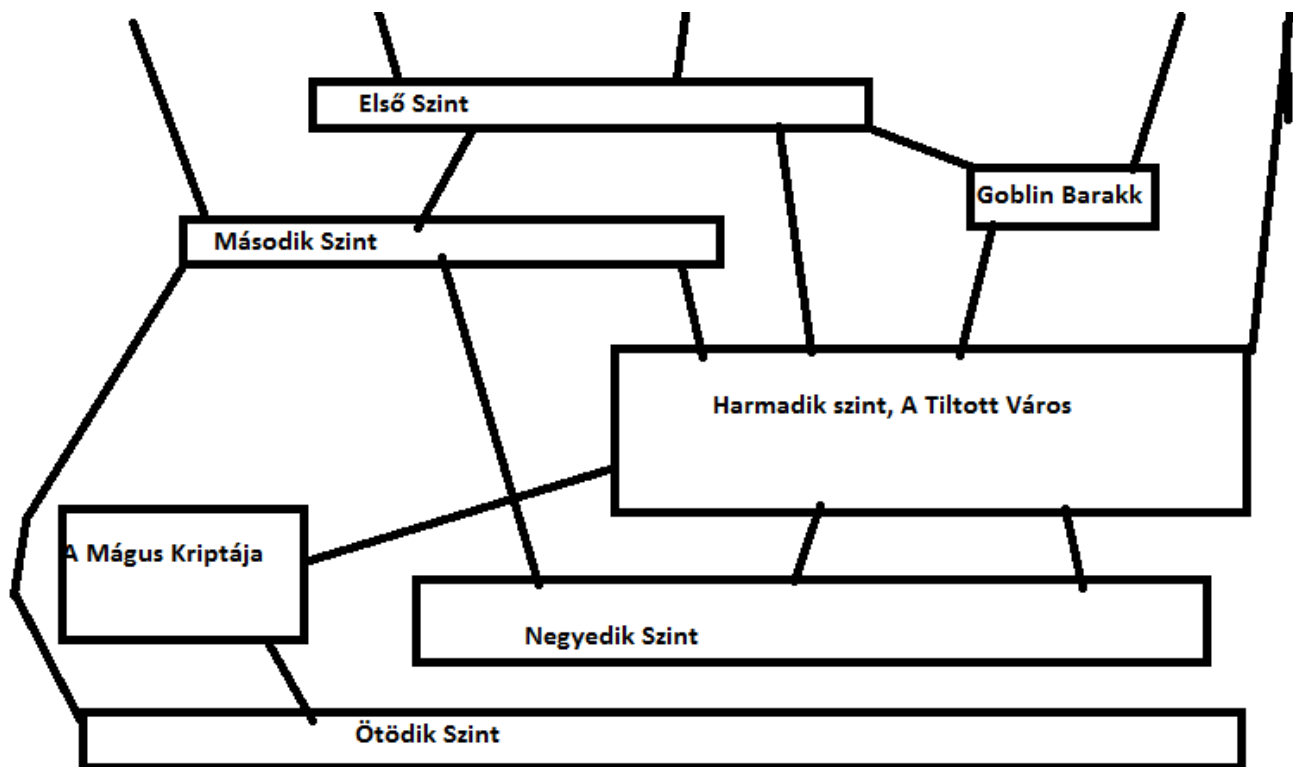 Első Szint
Goblin Barakk
Második Szint
Harmadik szint, A Tiltott Város
A Mágus Kriptája
Negyedik Szint
Ötödik Szint